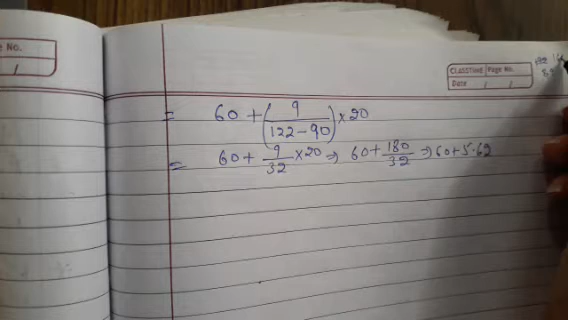 e No.
CLASSTIME Page No.
Date / /
= 60 + (9/(122-90)) × 20
= 60 + 9/32 × 20 ⇒ 60 + 180/32 ⇒ 60 + 5.62